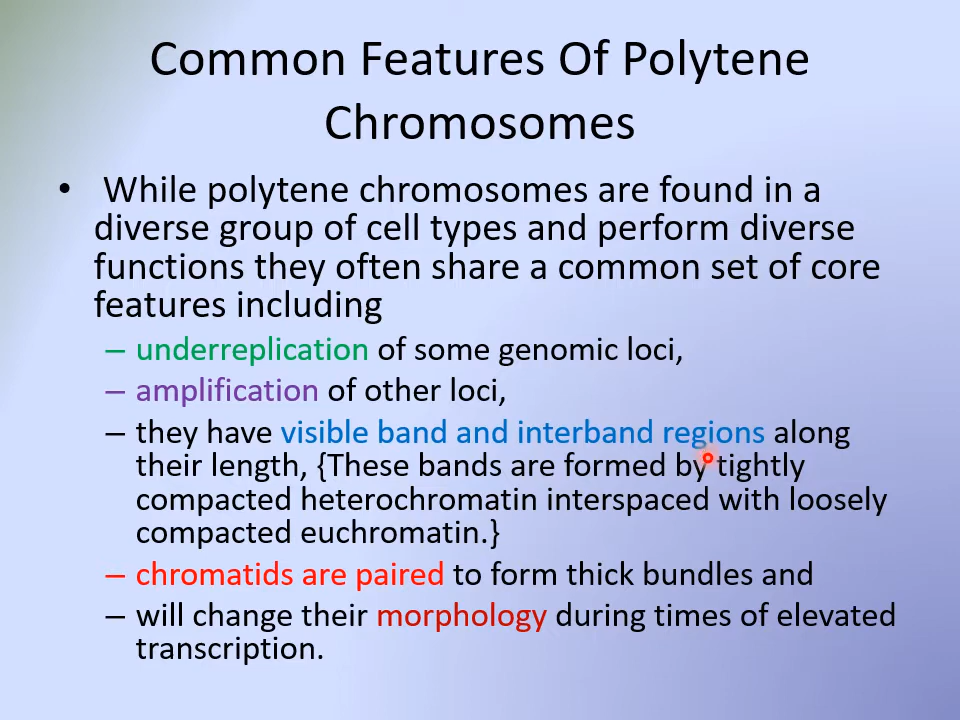 Common Features Of Polytene
Chromosomes
• While polytene chromosomes are found in a
diverse group of cell types and perform diverse
functions they often share a common set of core
features including
– underreplication of some genomic loci,
– amplification of other loci,
– they have visible band and interband regions along
their length, {These bands are formed by tightly
compacted heterochromatin interspaced with loosely
compacted euchromatin.}
– chromatids are paired to form thick bundles and
– will change their morphology during times of elevated
transcription.